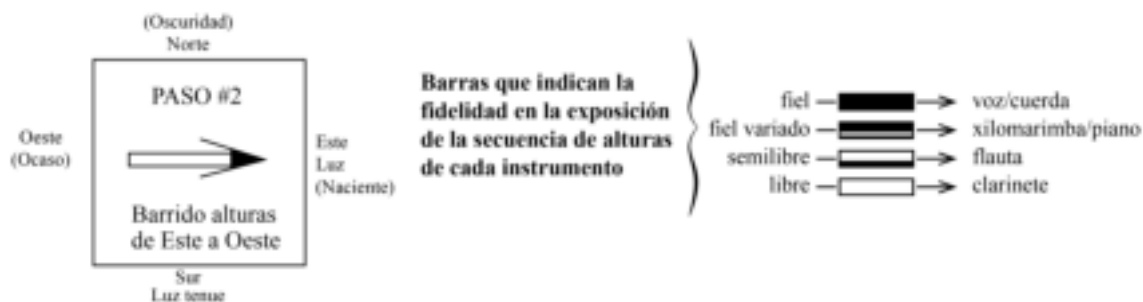 (Oscuridad)
Norte
PASO #2
Oeste
(Ocaso)
Este
Luz
(Naciente)
Barrido alturas
de Este a Oeste
Sur
Luz tenue
Barras que indican la
fidelidad en la exposición
de la secuencia de alturas
de cada instrumento
fiel voz/cuerda
fiel variado xilomarimba/piano
semilibre flauta
libre clarinete